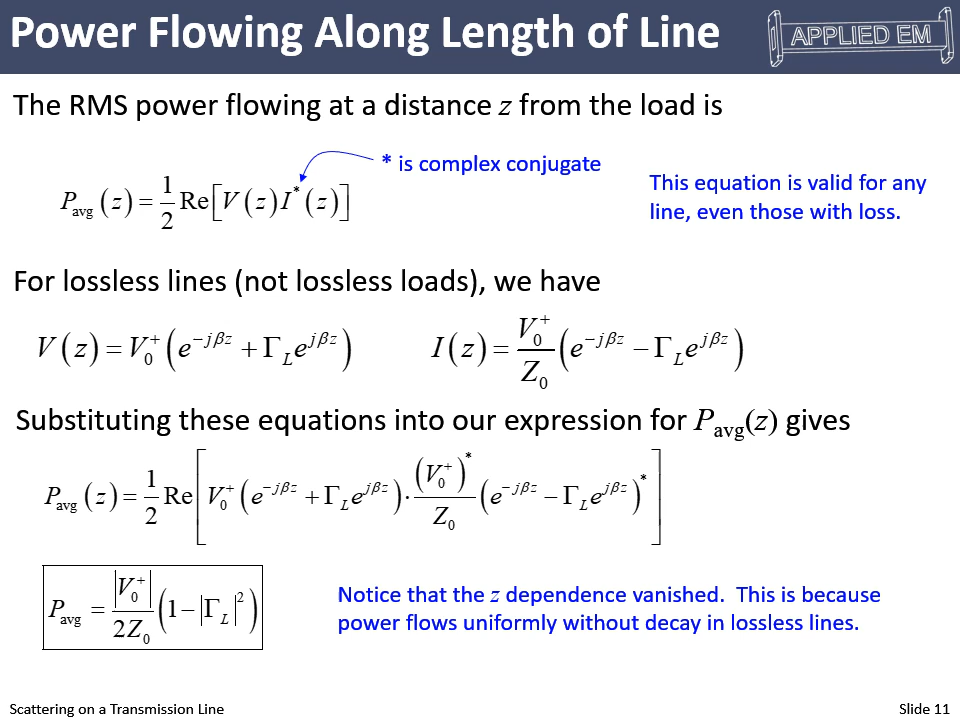 Power Flowing Along Length of Line
APPLIED EM
The RMS power flowing at a distance z from the load is
* is complex conjugate
P_avg(z) = 1/2 Re[V(z)I*(z)]
This equation is valid for any
line, even those with loss.
For lossless lines (not lossless loads), we have
V(z) = V_0^+(e^{-jβz} + Γ_L e^{jβz})
I(z) = V_0^+/Z_0 (e^{-jβz} − Γ_L e^{jβz})
Substituting these equations into our expression for P_avg(z) gives
P_avg(z) = 1/2 Re[V_0^+(e^{-jβz} + Γ_L e^{jβz}) · (V_0^+)^*/Z_0 (e^{-jβz} − Γ_L e^{jβz})^*]
P_avg = |V_0^+|/2Z_0 (1 − |Γ_L|^2)
Notice that the z dependence vanished. This is because
power flows uniformly without decay in lossless lines.
Scattering on a Transmission Line
Slide 11